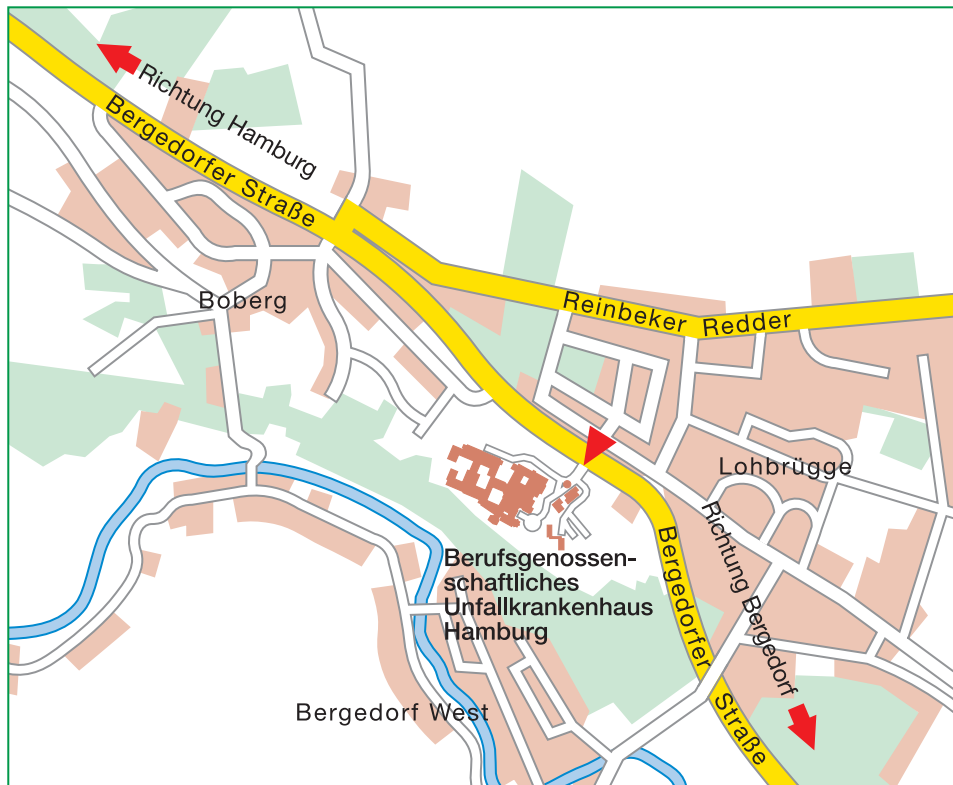 Richtung Hamburg
Bergedorfer Straße
Boberg
Reinbeker Redder
Lohbrügge
Richtung Bergedorf
Berufsgenossen-
schaftliches
Unfallkrankenhaus
Hamburg
Bergedorfer Straße
Bergedorf West